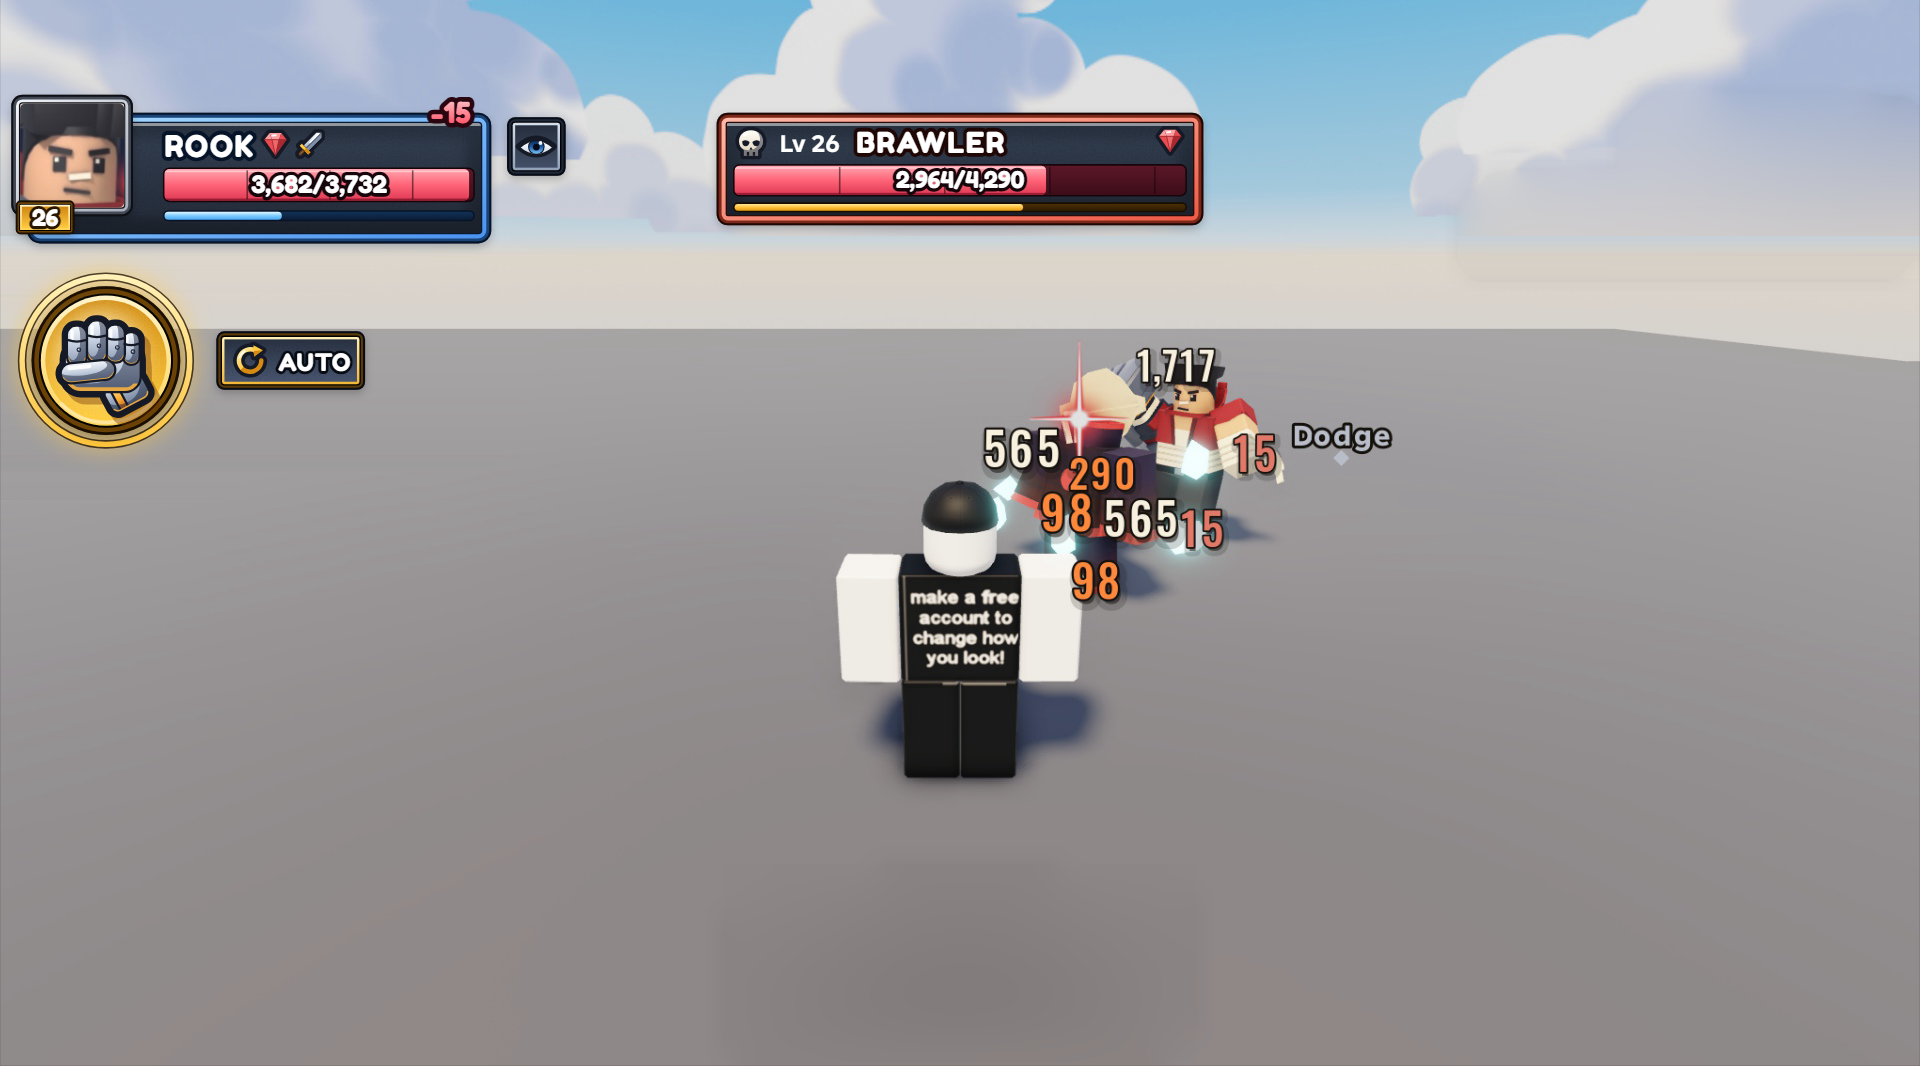 -15
ROOK
3,682/3,732
26
Lv 26 BRAWLER
2,964/4,290
AUTO
1,717
Dodge
565
15
290
98
565
15
98
make a free
account to
change how
you look!